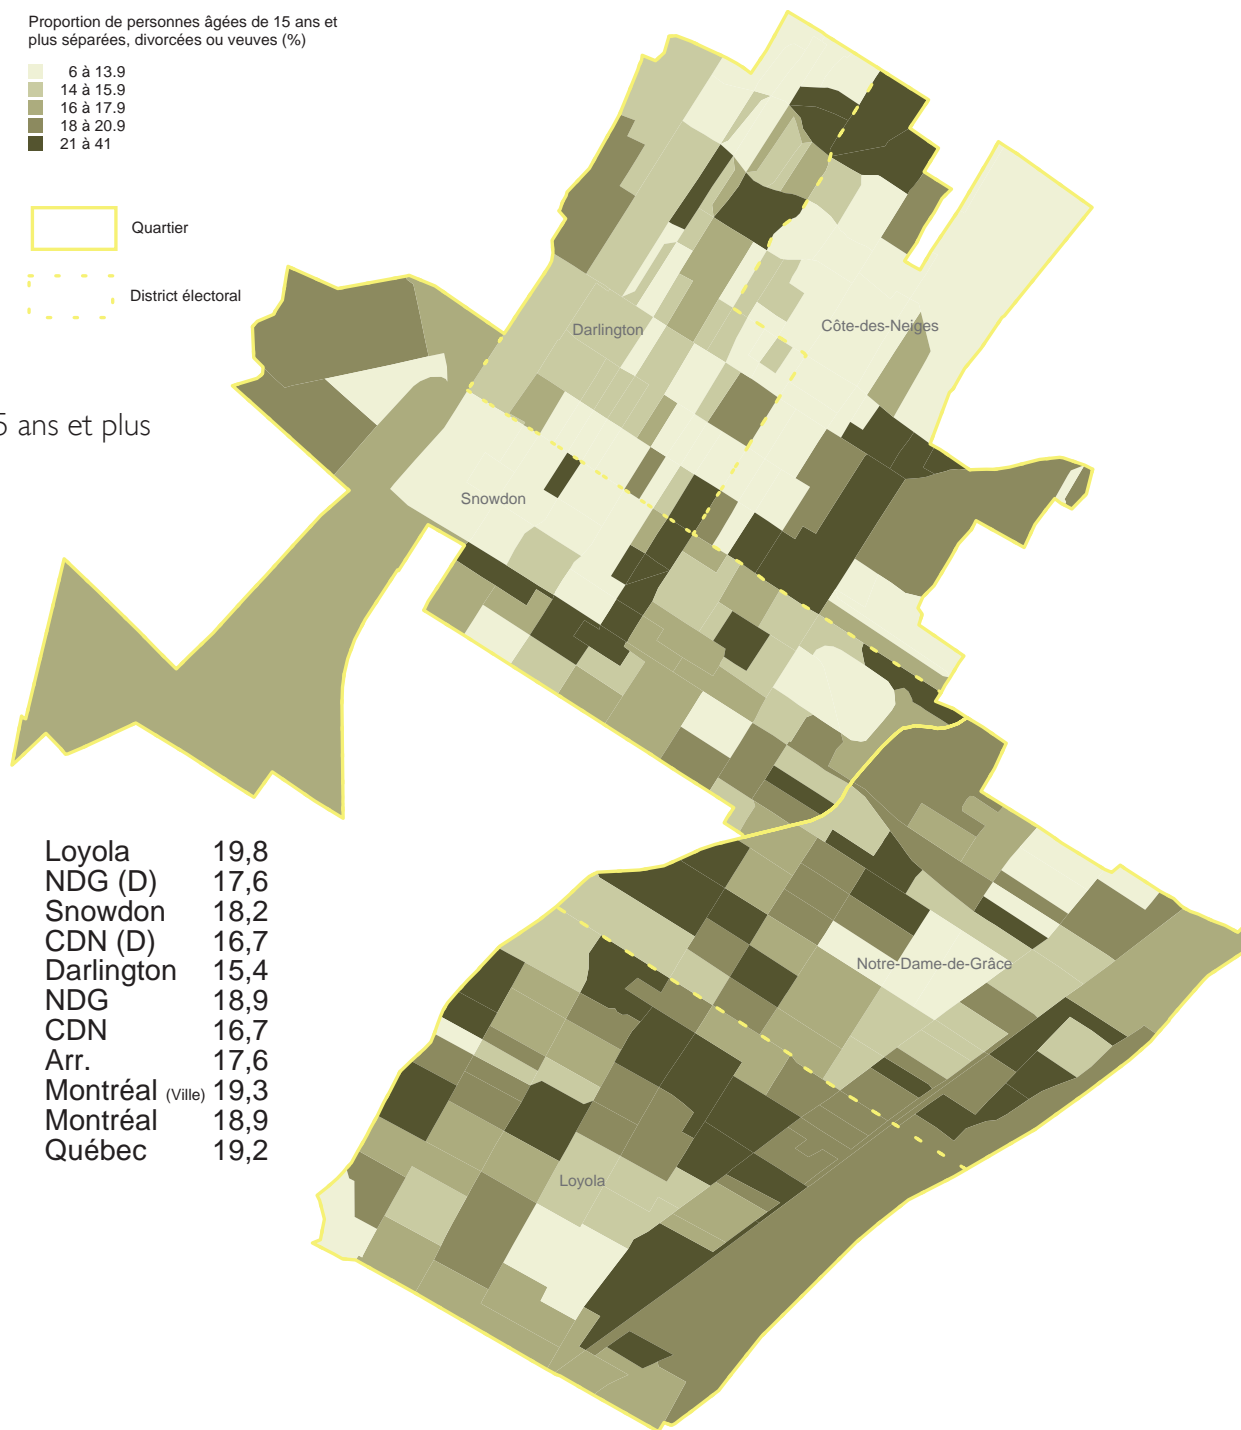 Proportion de personnes âgées de 15 ans et
plus séparées, divorcées ou veuves (%)
6 à 13.9
14 à 15.9
16 à 17.9
18 à 20.9
21 à 41
Quartier
District électoral
Darlington
Côte-des-Neiges
5 ans et plus
Snowdon
Loyola 19,8
NDG (D) 17,6
Snowdon 18,2
CDN (D) 16,7
Darlington 15,4
NDG 18,9
CDN 16,7
Arr. 17,6
Montréal (Ville) 19,3
Montréal 18,9
Québec 19,2
Notre-Dame-de-Grâce
Loyola